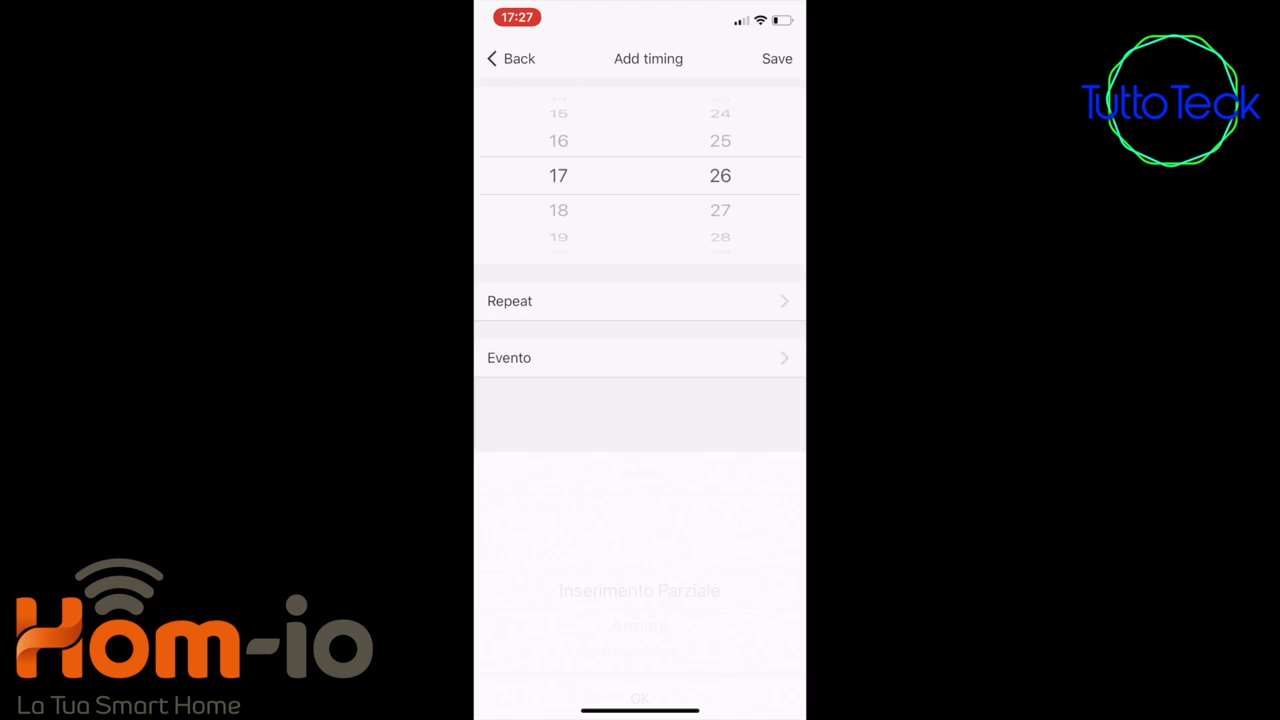 17:27
Back
Add timing
Save
15 24
16 25
17 26
18 27
19 28
Repeat
Evento
Inserimento Parziale
Armare
OK
TuttoTeck
Hom-io
La Tua Smart Home